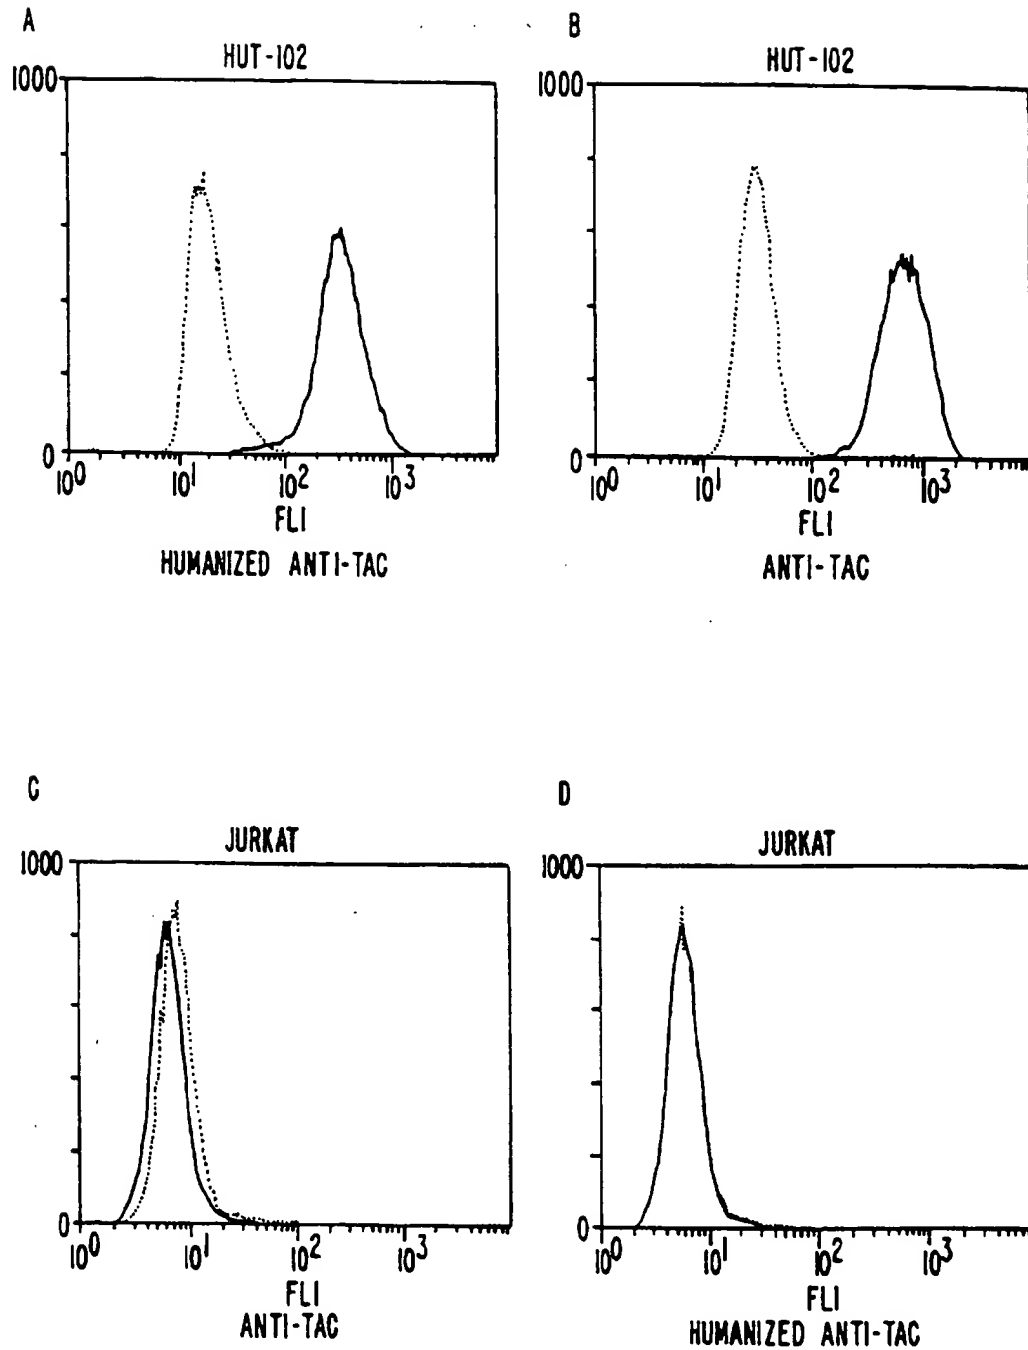 A
HUT-102
1000
0
10⁰ 10¹ 10² 10³
FLI
HUMANIZED ANTI-TAC
B
HUT-102
1000
0
10⁰ 10¹ 10² 10³
FLI
ANTI-TAC
C
JURKAT
1000
0
10⁰ 10¹ 10² 10³
FLI
ANTI-TAC
D
JURKAT
1000
0
10⁰ 10¹ 10² 10³
FLI
HUMANIZED ANTI-TAC